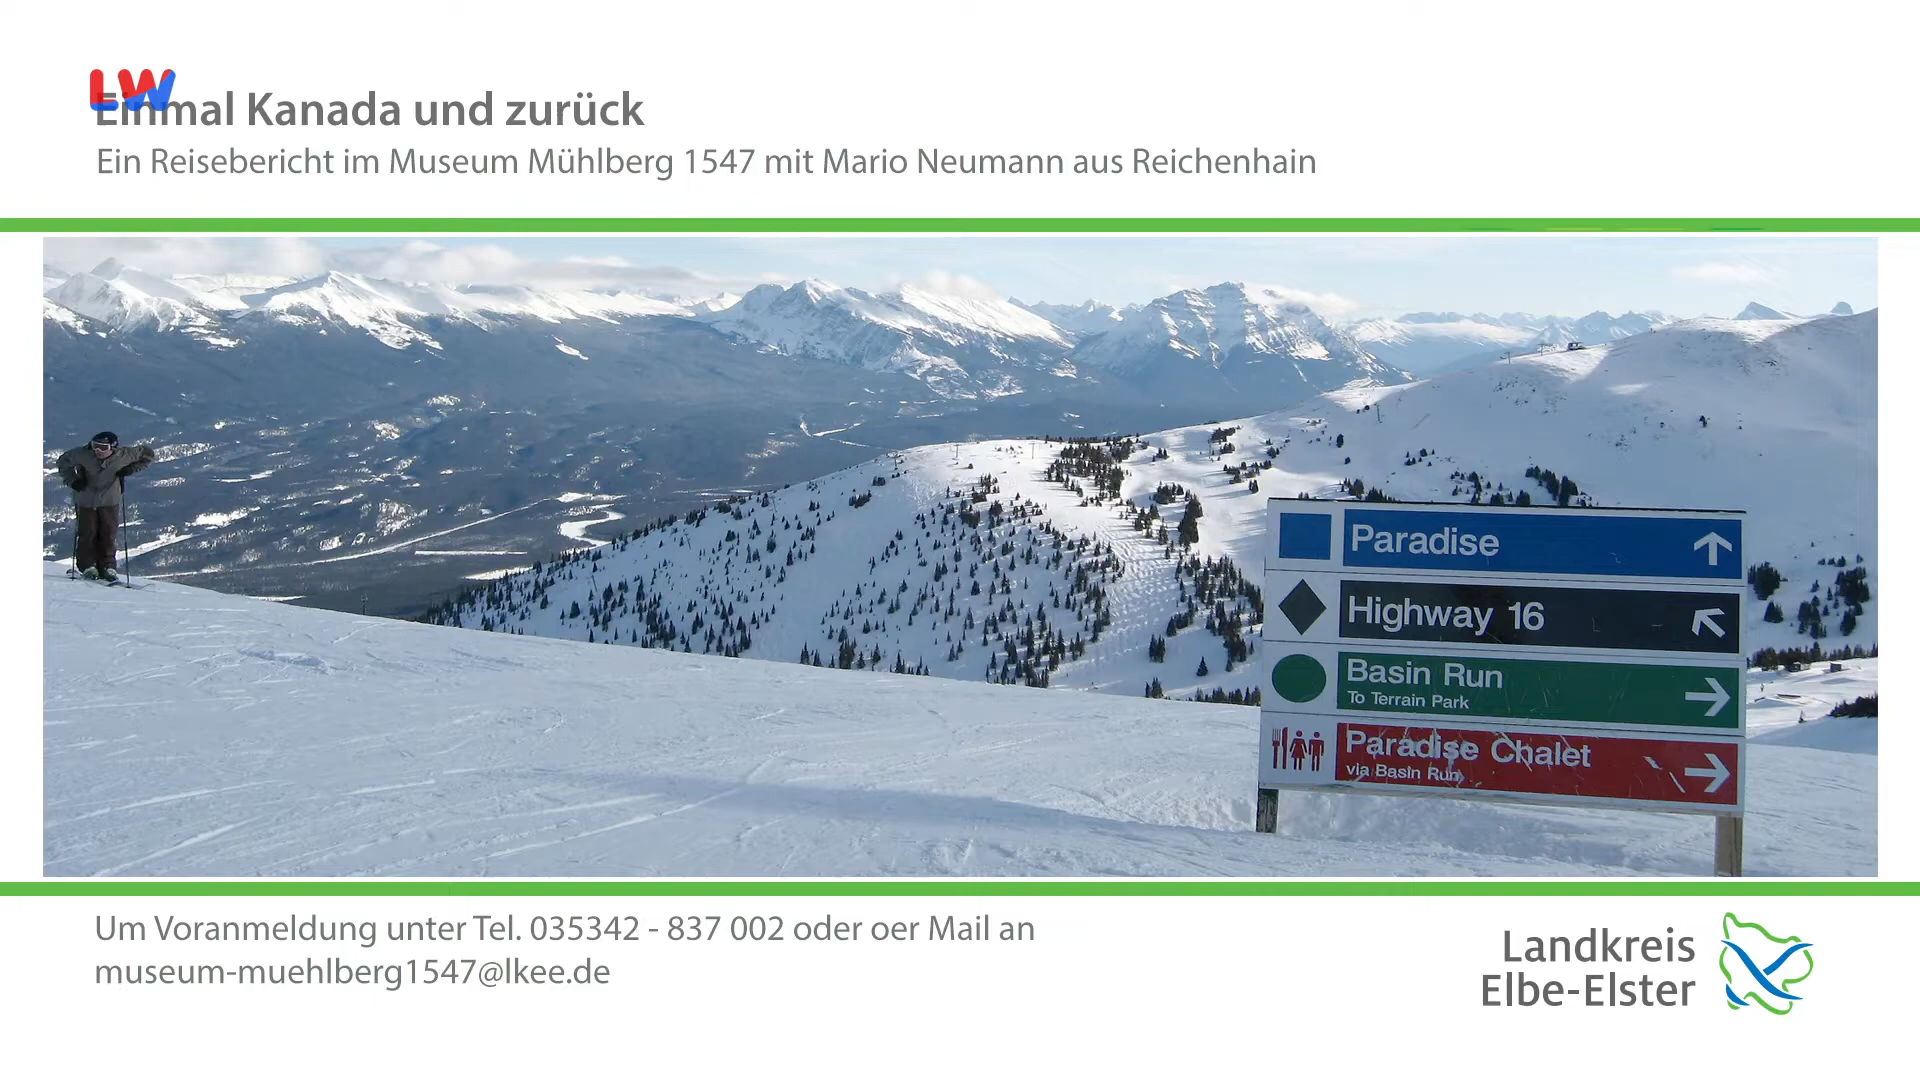 LW
Einmal Kanada und zurück
Ein Reisebericht im Museum Mühlberg 1547 mit Mario Neumann aus Reichenhain
Paradise
Highway 16
Basin Run
To Terrain Park
Paradise Chalet
via Basin Run
Um Voranmeldung unter Tel. 035342 - 837 002 oder oer Mail an
museum-muehlberg1547@lkee.de
Landkreis
Elbe-Elster